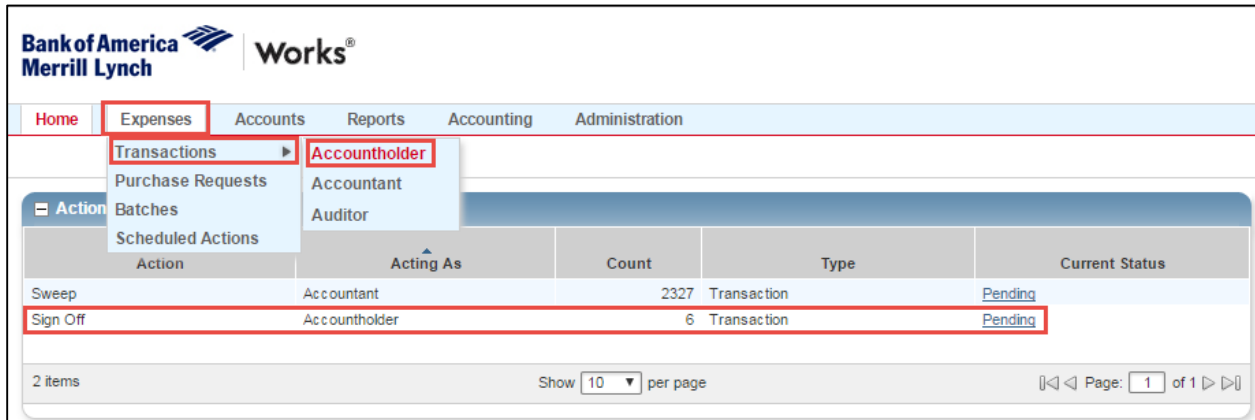 Bank of America
Merrill Lynch
Works®
Home Expenses Accounts Reports Accounting Administration
Transactions Accountholder
Purchase Requests Accountant
Batches Auditor
Scheduled Actions
Action
Action Acting As Count Type Current Status
Sweep Accountant 2327 Transaction Pending
Sign Off Accountholder 6 Transaction Pending
2 items Show 10 per page Page: 1 of 1